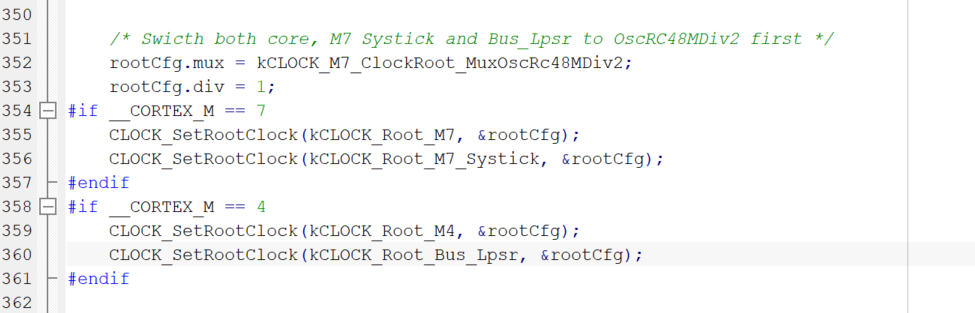 350
351 /* Swicth both core, M7 Systick and Bus_Lpsr to OscRC48MDiv2 first */
352 rootCfg.mux = kCLOCK_M7_ClockRoot_MuxOscRc48MDiv2;
353 rootCfg.div = 1;
354 #if __CORTEX_M == 7
355 CLOCK_SetRootClock(kCLOCK_Root_M7, &rootCfg);
356 CLOCK_SetRootClock(kCLOCK_Root_M7_Systick, &rootCfg);
357 #endif
358 #if __CORTEX_M == 4
359 CLOCK_SetRootClock(kCLOCK_Root_M4, &rootCfg);
360 CLOCK_SetRootClock(kCLOCK_Root_Bus_Lpsr, &rootCfg);
361 #endif
362